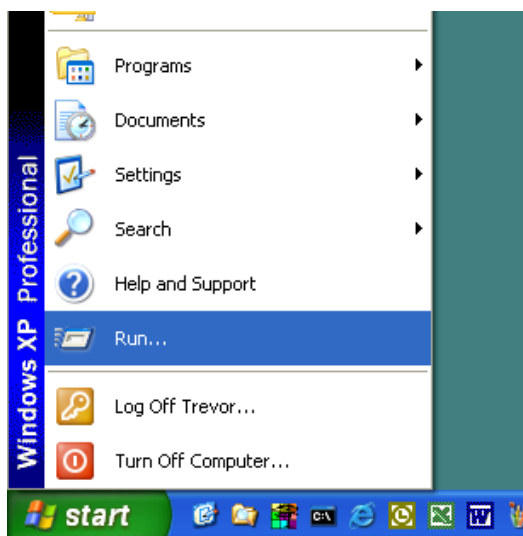 Programs
Documents
Settings
Search
Help and Support
Run...
Log Off Trevor...
Turn Off Computer...
Windows XP Professional
start